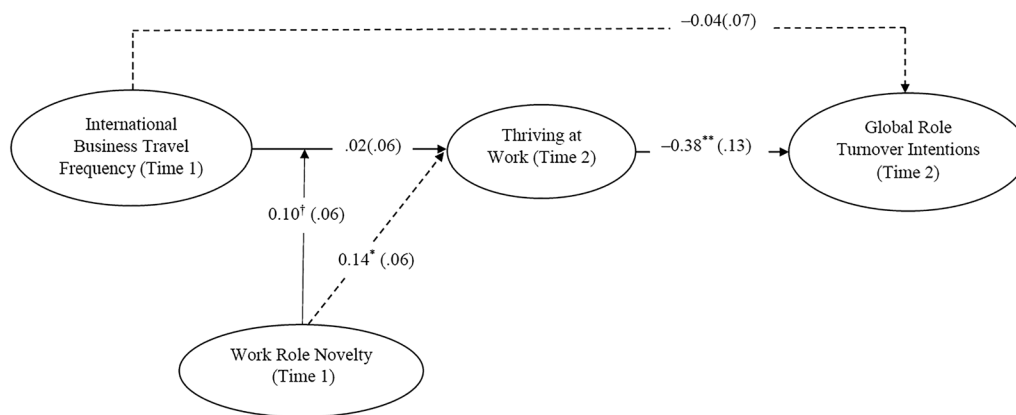 –0.04(.07)
International
Business Travel
Frequency (Time 1)
.02(.06)
Thriving at
Work (Time 2)
–0.38** (.13)
Global Role
Turnover Intentions
(Time 2)
0.10† (.06)
0.14* (.06)
Work Role Novelty
(Time 1)